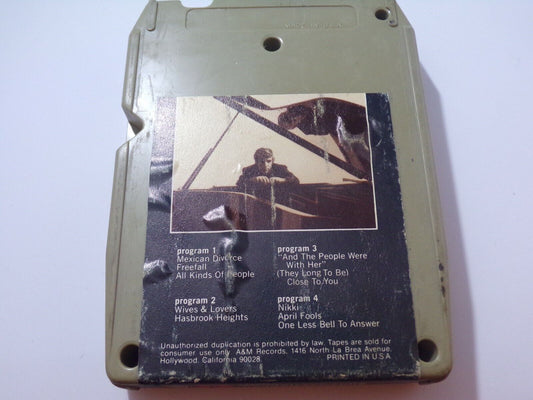 program 1
Mexican Divorce
Freefall
All Kinds Of People
program 2
Wives & Lovers
Hasbrook Heights
program 3
"And The People Were
With Her"
(They Long To Be)
Close To You
program 4
Nikki
April Fools
One Less Bell To Answer
Unauthorized duplication is prohibited by law. Tapes are sold for
consumer use only. A&M Records, 1416 North La Brea Avenue,
Hollywood, California 90028. PRINTED IN U.S.A.